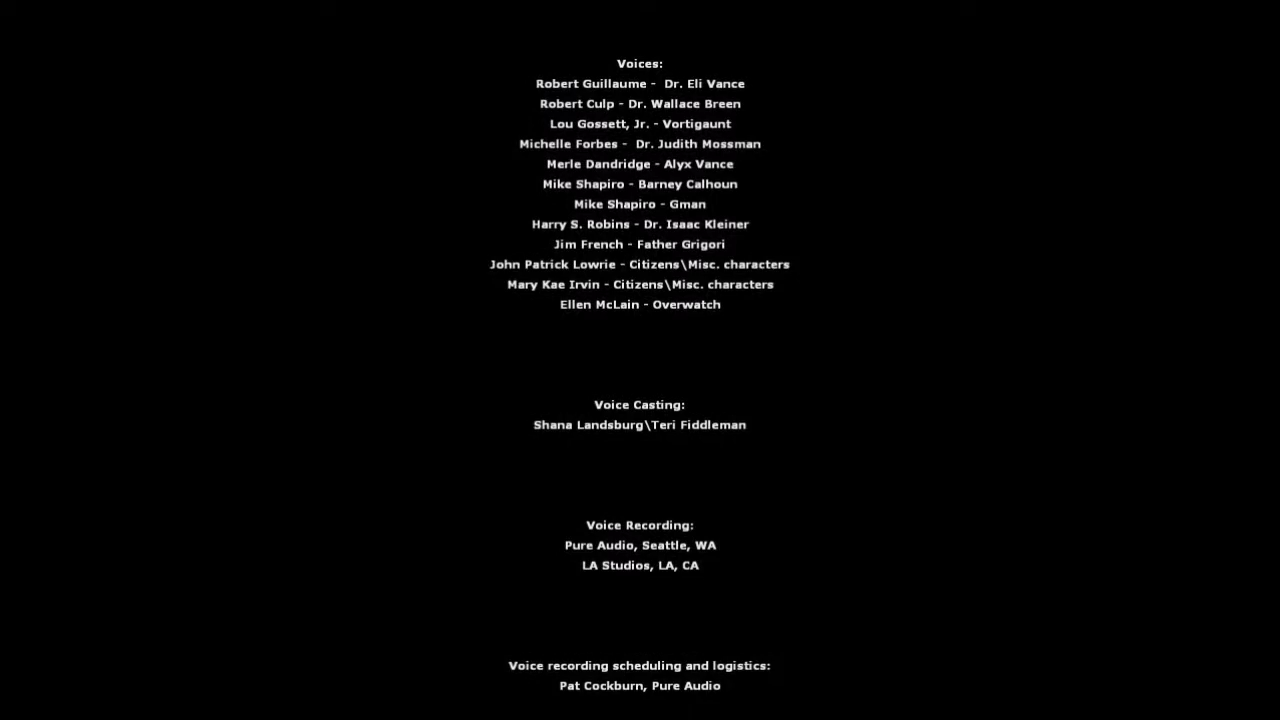 Voices:
Robert Guillaume -  Dr. Eli Vance
Robert Culp - Dr. Wallace Breen
Lou Gossett, Jr. - Vortigaunt
Michelle Forbes -  Dr. Judith Mossman
Merle Dandridge - Alyx Vance
Mike Shapiro - Barney Calhoun
Mike Shapiro - Gman
Harry S. Robins - Dr. Isaac Kleiner
Jim French - Father Grigori
John Patrick Lowrie - Citizens\Misc. characters
Mary Kae Irvin - Citizens\Misc. characters
Ellen McLain - Overwatch
Voice Casting:
Shana Landsburg\Teri Fiddleman
Voice Recording:
Pure Audio, Seattle, WA
LA Studios, LA, CA
Voice recording scheduling and logistics:
Pat Cockburn, Pure Audio